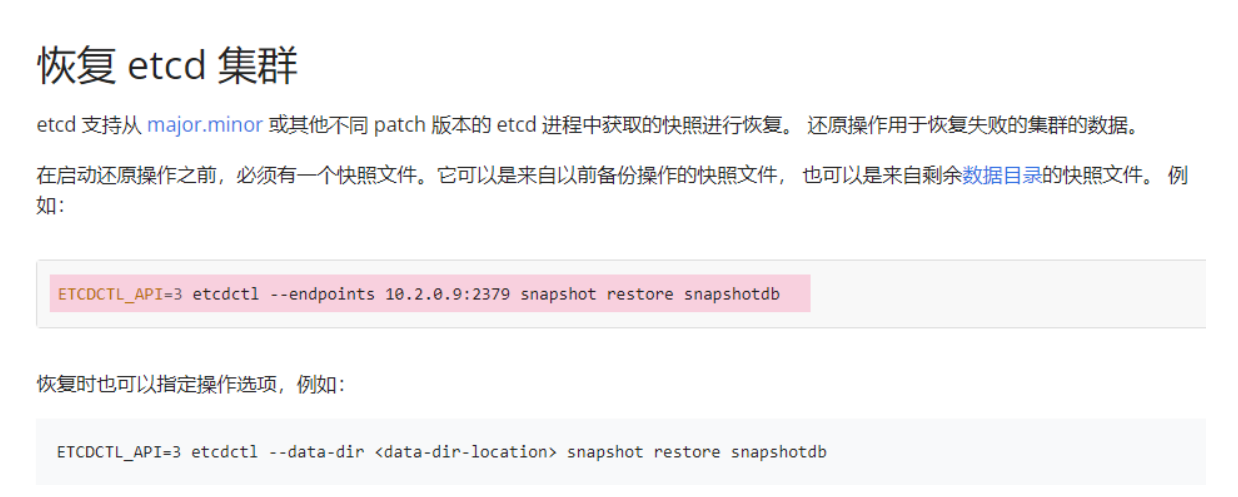 恢复 etcd 集群
etcd 支持从 major.minor 或其他不同 patch 版本的 etcd 进程中获取的快照进行恢复。 还原操作用于恢复失败的集群的数据。
在启动还原操作之前，必须有一个快照文件。它可以是来自以前备份操作的快照文件， 也可以是来自剩余数据目录的快照文件。 例
如：
ETCDCTL_API=3 etcdctl --endpoints 10.2.0.9:2379 snapshot restore snapshotdb
恢复时也可以指定操作选项，例如：
ETCDCTL_API=3 etcdctl --data-dir <data-dir-location> snapshot restore snapshotdb